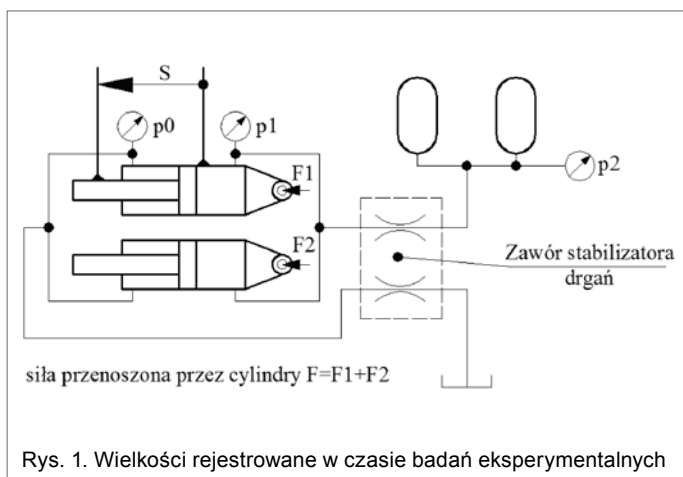 S
p0
p1
F1
p2
F2
Zawór stabilizatora
drgań
siła przenoszona przez cylindry F=F1+F2
Rys. 1. Wielkości rejestrowane w czasie badań eksperymentalnych